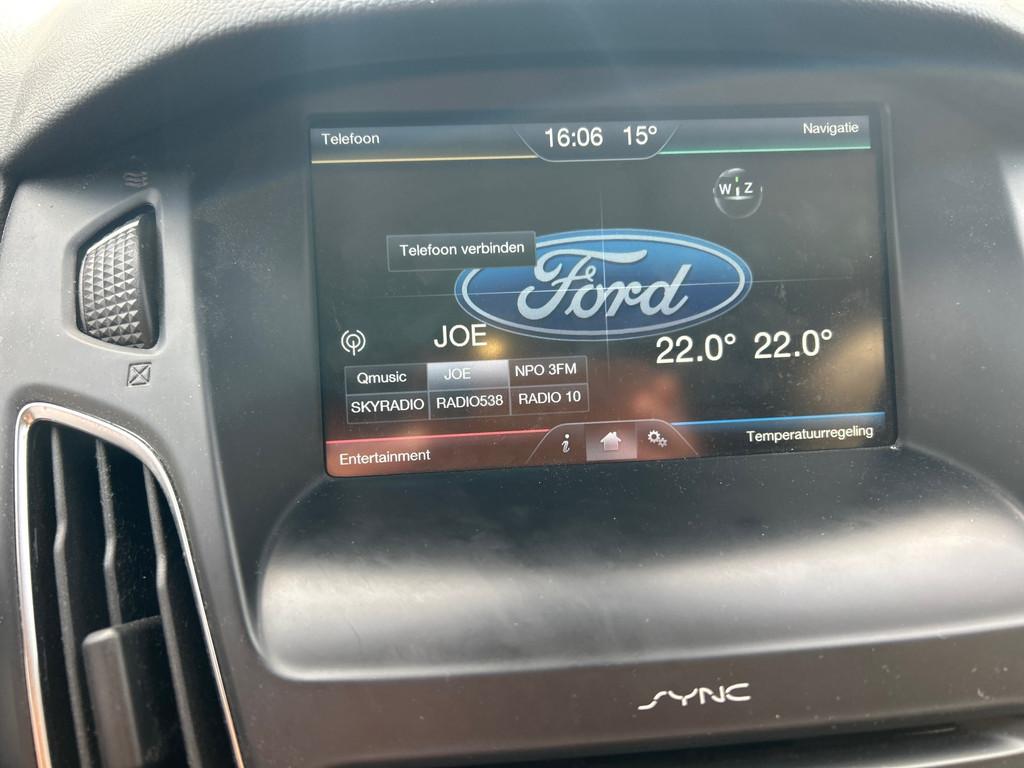 Telefoon
16:06 15°
Navigatie
W Z
Telefoon verbinden
Ford
JOE
22.0° 22.0°
Qmusic JOE NPO 3FM
SKYRADIO RADIO538 RADIO 10
Entertainment
i
Temperatuurregeling
SYNC